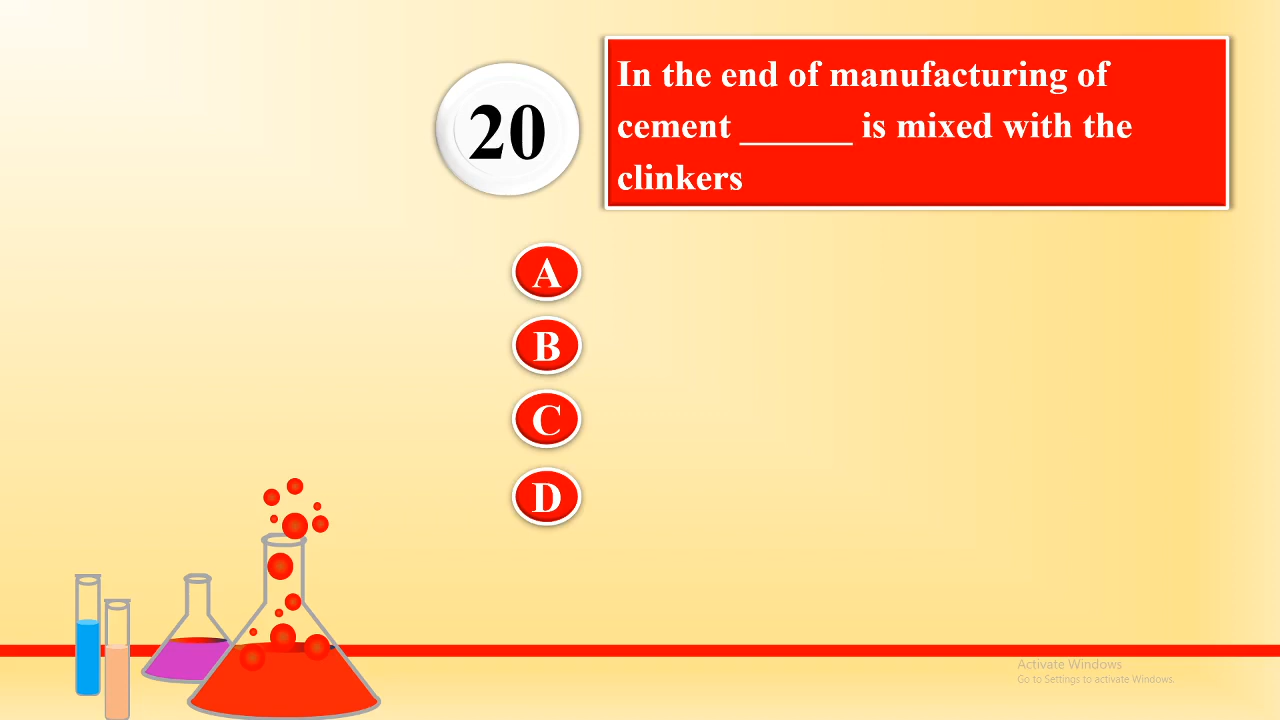 20
In the end of manufacturing of
cement ______ is mixed with the
clinkers
A
B
C
D
Activate Windows
Go to Settings to activate Windows.